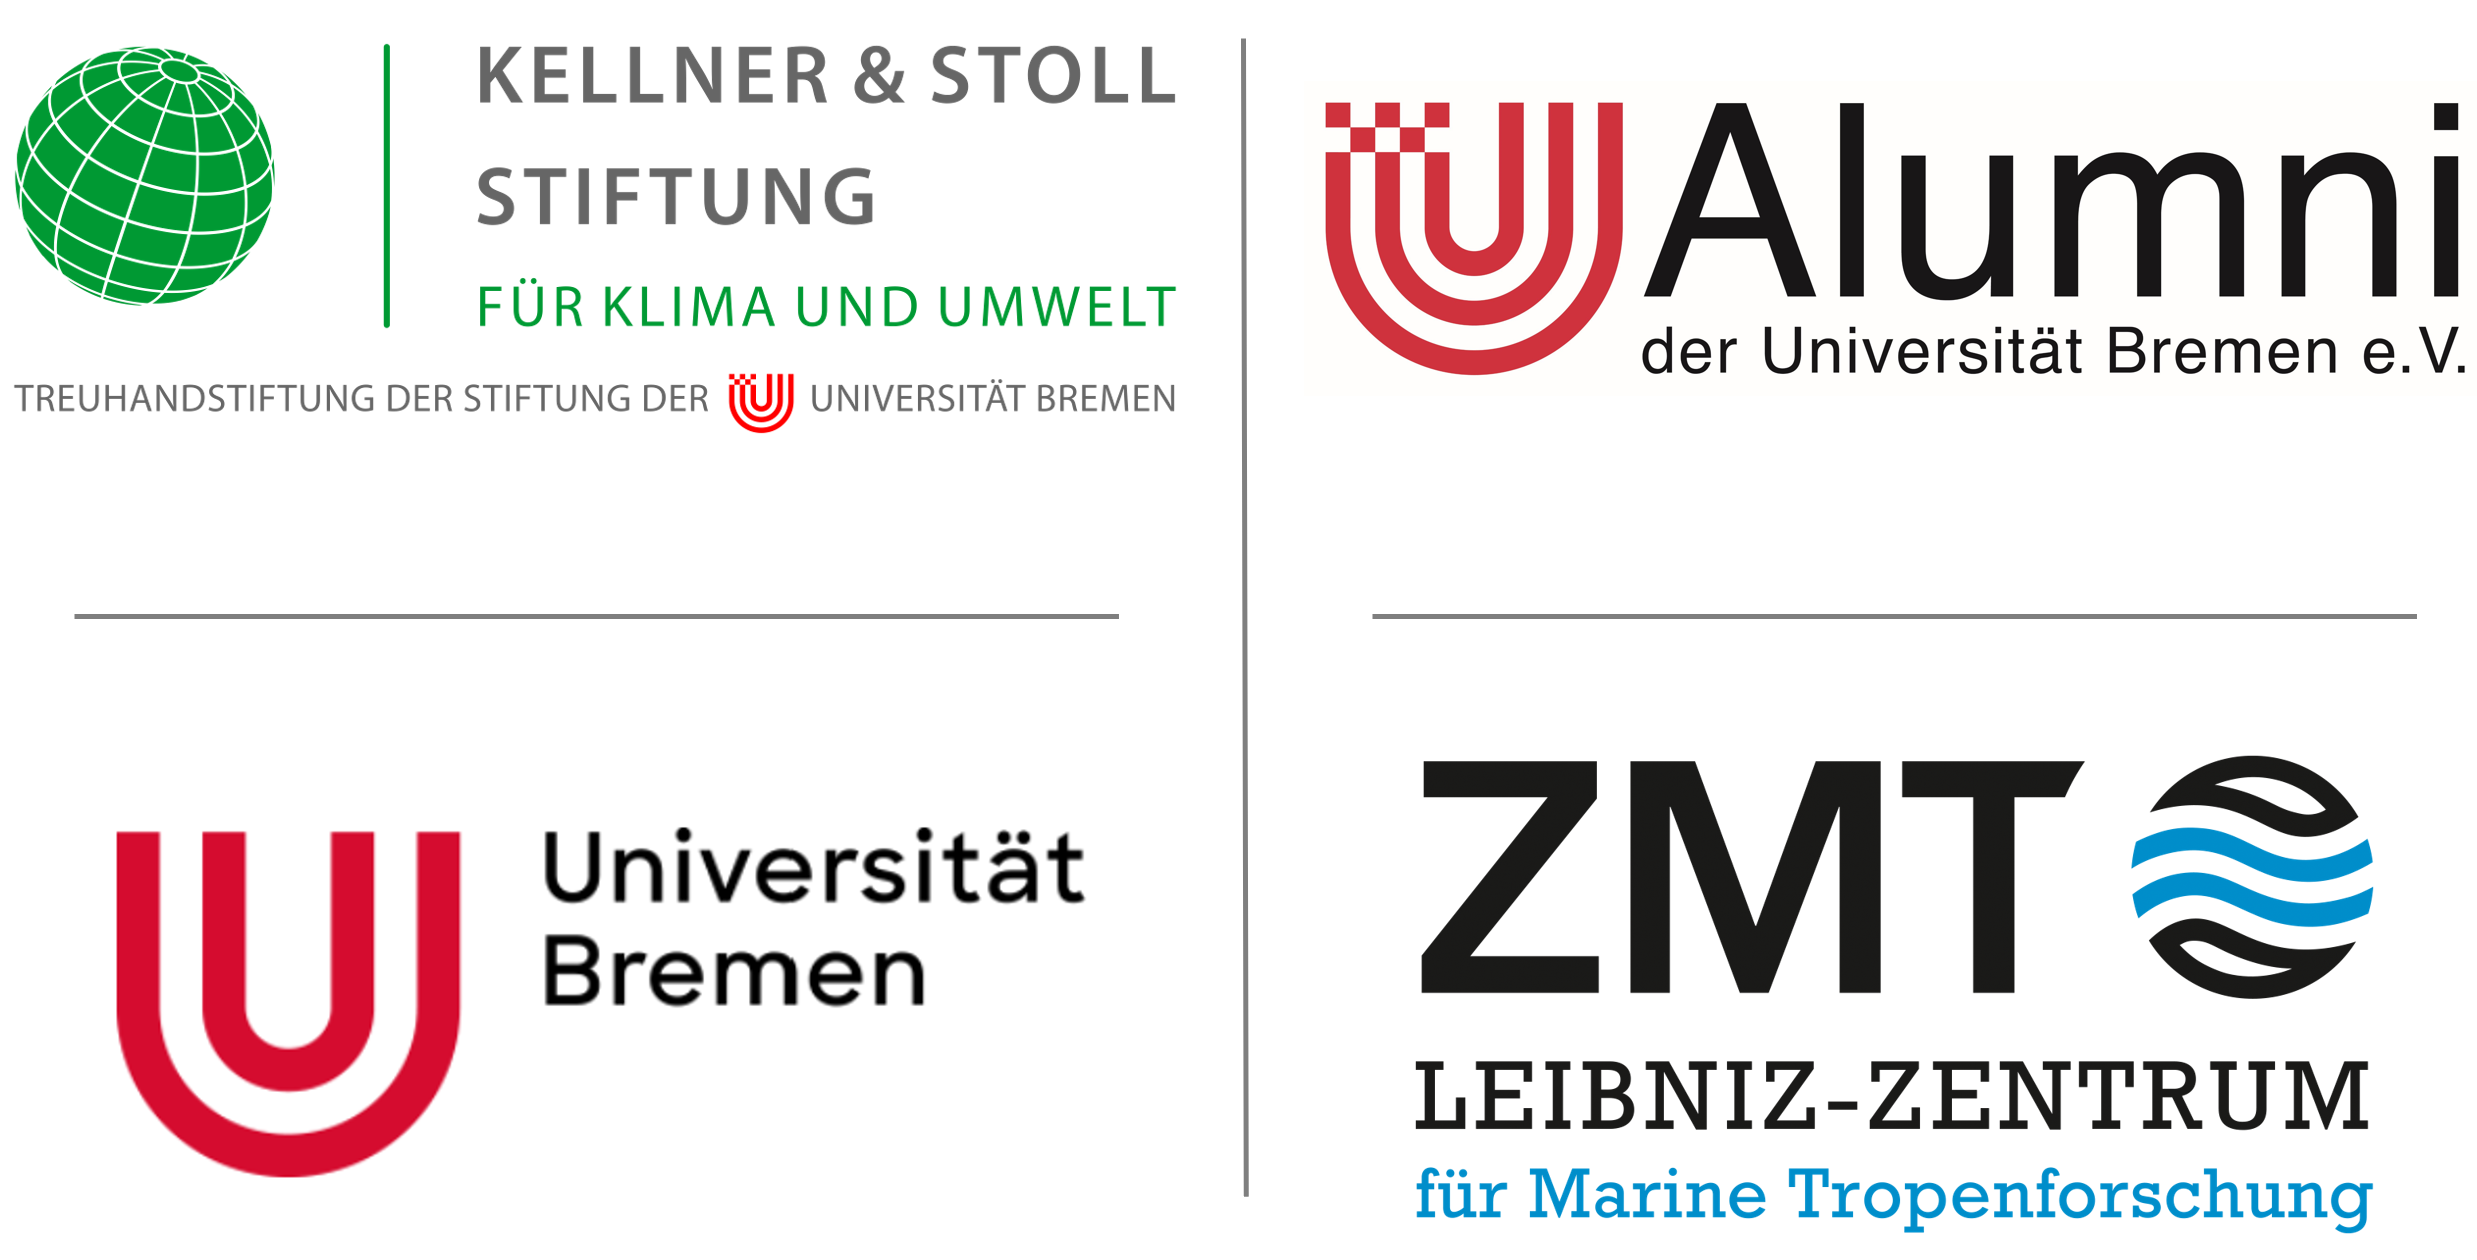 KELLNER & STOLL
STIFTUNG
FÜR KLIMA UND UMWELT
TREUHANDSTIFTUNG DER STIFTUNG DER UNIVERSITÄT BREMEN
Alumni
der Universität Bremen e.V.
Universität
Bremen
ZMT
LEIBNIZ-ZENTRUM
für Marine Tropenforschung